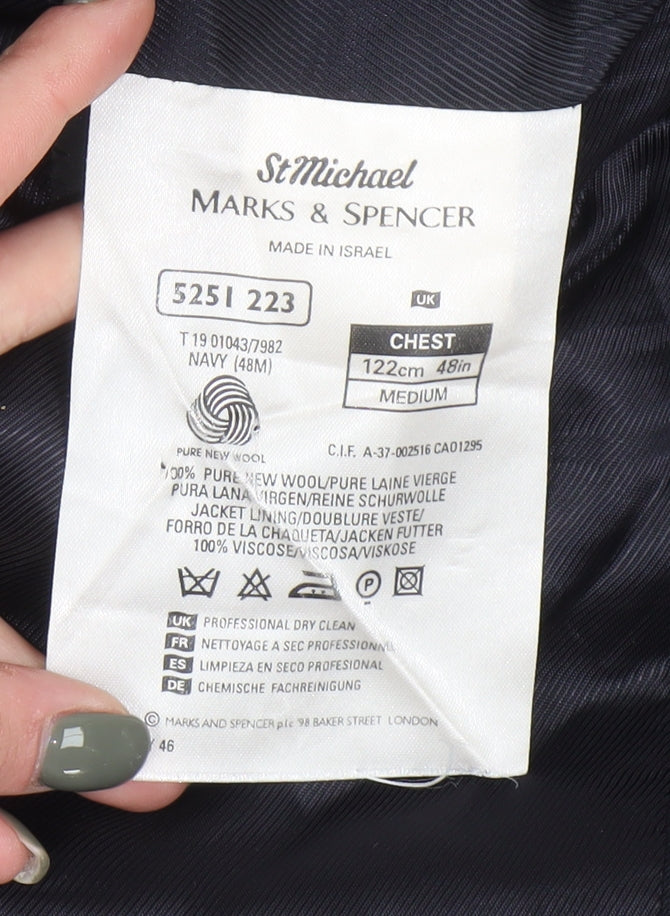 St Michael
MARKS & SPENCER
MADE IN ISRAEL
5251 223
UK
T 19 01043/7982
NAVY (48M)
CHEST
122cm 48in
MEDIUM
PURE NEW WOOL
C.I.F. A-37-002516 CA01295
100% PURE NEW WOOL/PURE LAINE VIERGE
PURA LANA VIRGEN/REINE SCHURWOLLE
JACKET LINING/DOUBLURE VESTE/
FORRO DE LA CHAQUETA/JACKEN FUTTER
100% VISCOSE/VISCOSA/VISKOSE
P
UK PROFESSIONAL DRY CLEAN
FR NETTOYAGE A SEC PROFESSIONNEL
ES LIMPIEZA EN SECO PROFESIONAL
DE CHEMISCHE FACHREINIGUNG
© MARKS AND SPENCER plc '98 BAKER STREET LONDON
46